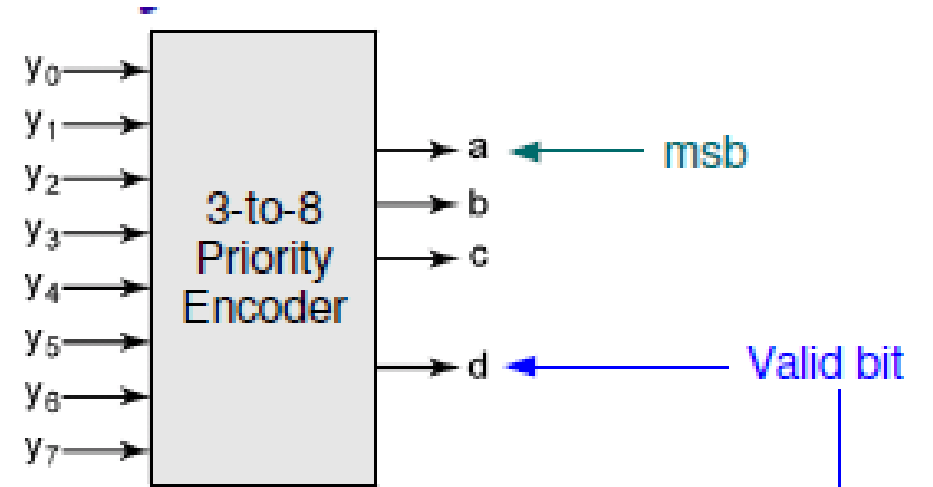 y0
y1
y2
y3
y4
y5
y6
y7
3-to-8
Priority
Encoder
a
msb
b
c
d
Valid bit